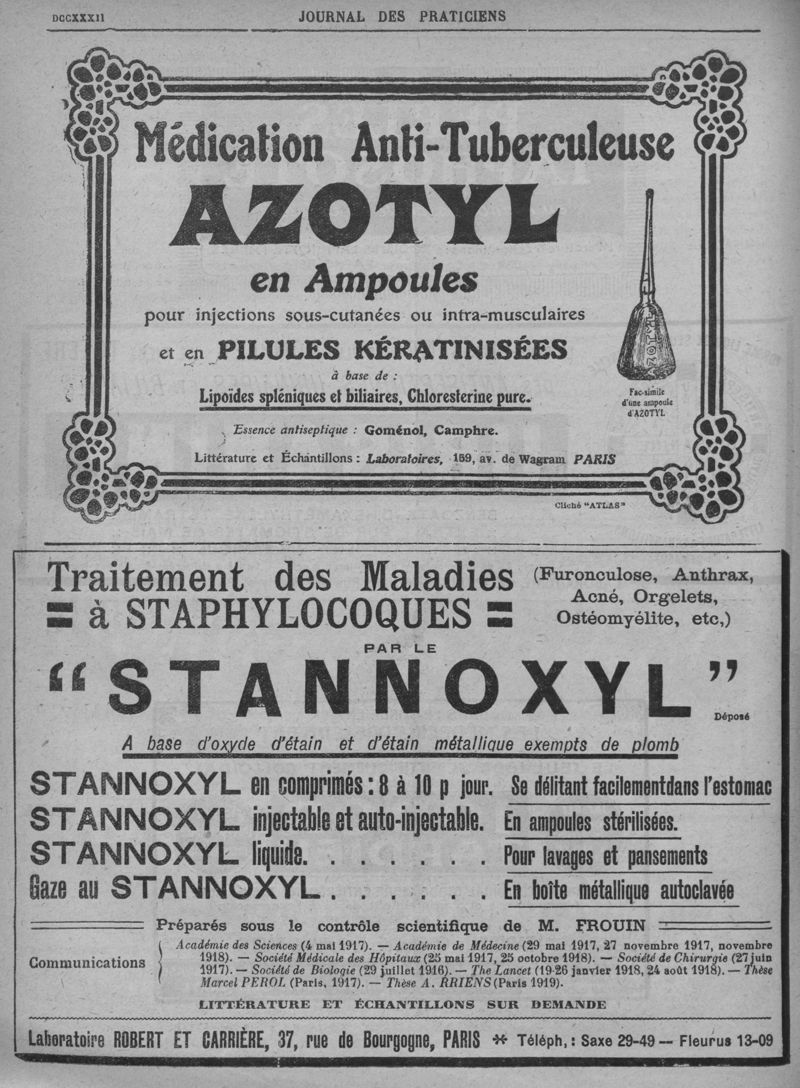 DCCXXXII
JOURNAL DES PRATICIENS
Médication Anti-Tuberculeuse
AZOTYL
en Ampoules
pour injections sous-cutanées ou intra-musculaires
et en PILULES KÉRATINISÉES
à base de :
Lipoïdes spléniques et biliaires, Chloresterine pure.
Essence antiseptique : Goménol, Camphre.
Littérature et Échantillons : Laboratoires, 159, av. de Wagram PARIS
AZOTYL
Fac-simile
d'une ampoule
d'AZOTYL
Cliché "ATLAS"
Traitement des Maladies
à STAPHYLOCOQUES
(Furonculose, Anthrax,
Acné, Orgelets,
Ostéomyélite, etc,)
PAR LE
“STANNOXYL”
Déposé
A base d'oxyde d'étain et d'étain métallique exempts de plomb
STANNOXYL en comprimés : 8 à 10 p jour. Se délitant facilementdans l'estomac
STANNOXYL injectable et auto-injectable. En ampoules stérilisées.
STANNOXYL liquide. . . . . . . Pour lavages et pansements
Gaze au STANNOXYL . . . . . . En boîte métallique autoclavée
Préparés sous le contrôle scientifique de M. FROUIN
Communications
Académie des Sciences (4 mai 1917). — Académie de Médecine (29 mai 1917, 27 novembre 1917, novembre
1918). — Société Médicale des Hôpitaux (25 mai 1917, 25 octobre 1918). — Société de Chirurgie (27 juin
1917). — Société de Biologie (29 juillet 1916). — The Lancet (19-26 janvier 1918, 24 août 1918). — Thèse
Marcel PEROL (Paris, 1917). — Thèse A. RRIENS (Paris 1919).
LITTÉRATURE ET ÉCHANTILLONS SUR DEMANDE
Laboratoire ROBERT ET CARRIÈRE, 37, rue de Bourgogne, PARIS ** Téléph, : Saxe 29-49 — Fleurus 13-09